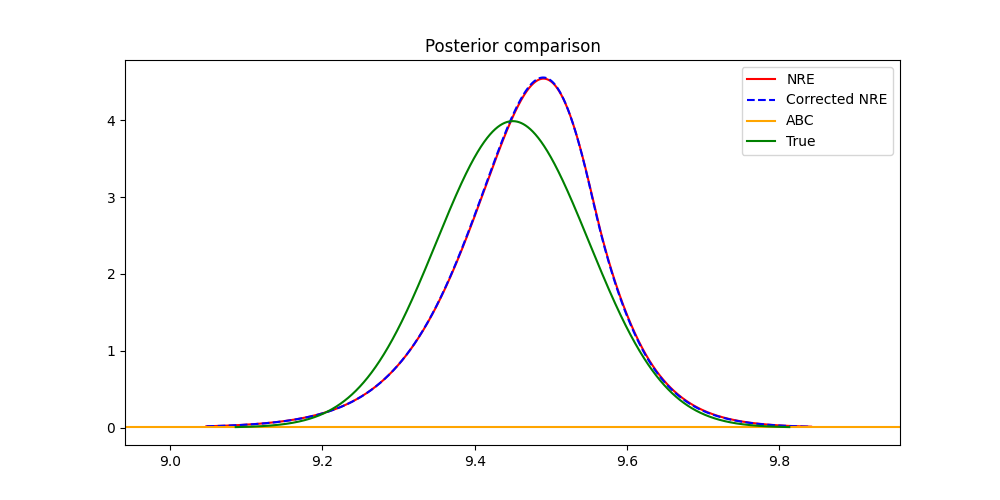 Posterior comparison
NRE
Corrected NRE
ABC
True
4
3
2
1
0
9.0 9.2 9.4 9.6 9.8